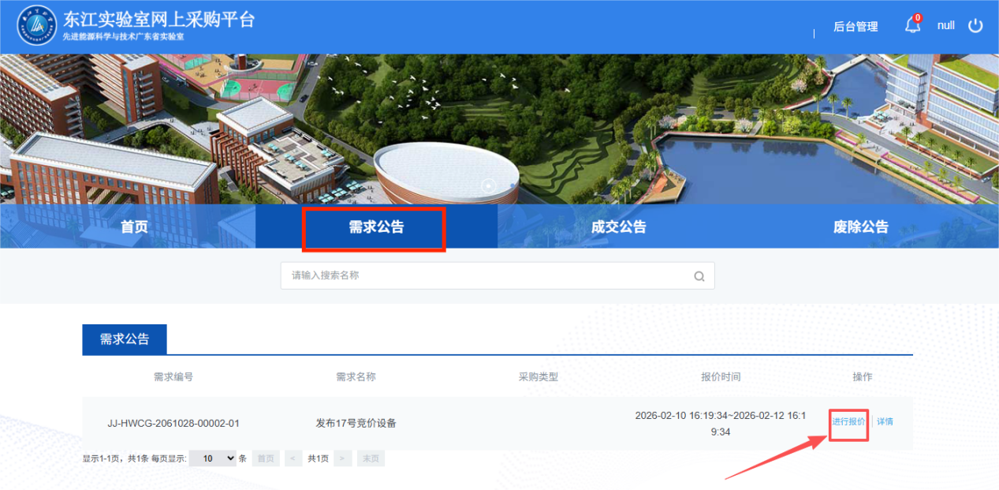 东江实验室网上采购平台
先进能源科学与技术广东省实验室
后台管理
0
null
首页
需求公告
成交公告
废除公告
请输入搜索名称
需求公告
需求编号 需求名称 采购类型 报价时间 操作
JJ-HWCG-2061028-00002-01 发布17号竞价设备 2026-02-10 16:19:34~2026-02-12 16:1
9:34
进行报价 详情
显示1-1页，共1条 每页显示: 10 条 首页 < 共1页 > 末页